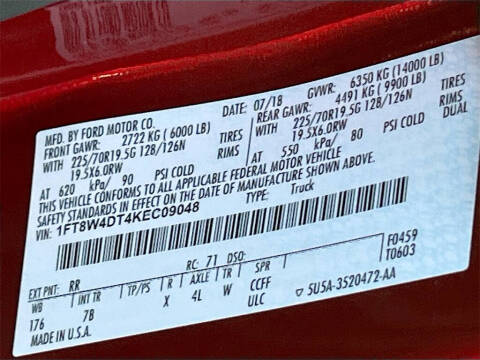 MFD. BY FORD MOTOR CO.
DATE: 07/18 GVWR: 6350 KG (14000 LB)
FRONT GAWR: 2722 KG (6000 LB) REAR GAWR: 4491 KG (9900 LB)
WITH 225/70R19.5G 128/126N TIRES WITH 225/70R19.5G 128/126N TIRES
19.5X6.0RW RIMS 19.5X6.0RW RIMS
AT 620 kPa/ 90 PSI COLD AT 550 kPa/ 80 PSI COLD DUAL
THIS VEHICLE CONFORMS TO ALL APPLICABLE FEDERAL MOTOR VEHICLE
SAFETY STANDARDS IN EFFECT ON THE DATE OF MANUFACTURE SHOWN ABOVE.
VIN: 1FT8W4DT4KEC09048 TYPE: Truck
F0459
T0603
EXT PNT: RR RC: 71 DSO:
WB INT TR TP/PS R AXLE TR SPR
176 7B X 4L W CCFF
ULC
MADE IN U.S.A.
5U5A-3520472-AA